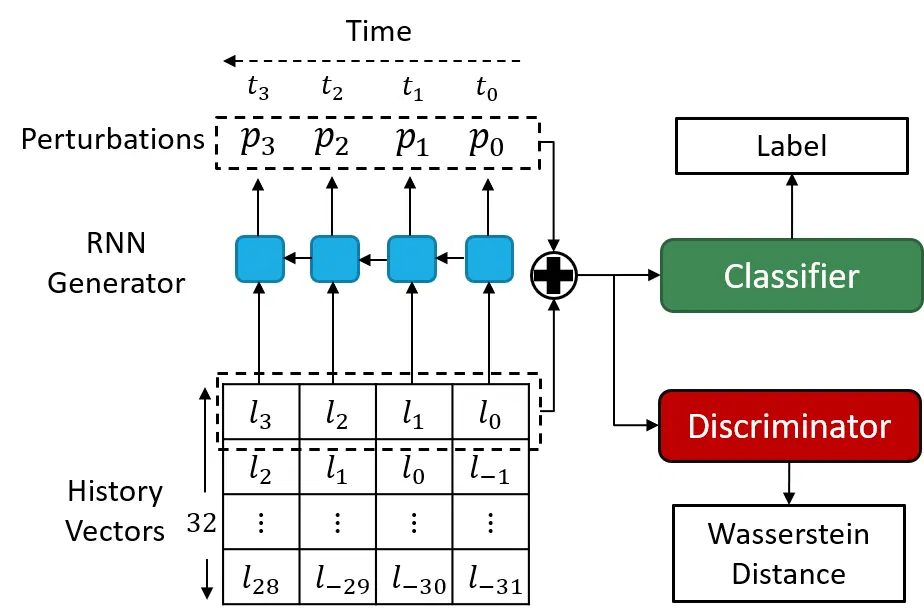 Time
t₃ t₂ t₁ t₀
Perturbations p₃ p₂ p₁ p₀
Label
RNN
Generator
Classifier
l₃ l₂ l₁ l₀
Discriminator
l₂ l₁ l₀ l₋₁
History
Vectors
32
⋮ ⋮ ⋮ ⋮
l₂₈ l₋₂₉ l₋₃₀ l₋₃₁
Wasserstein
Distance